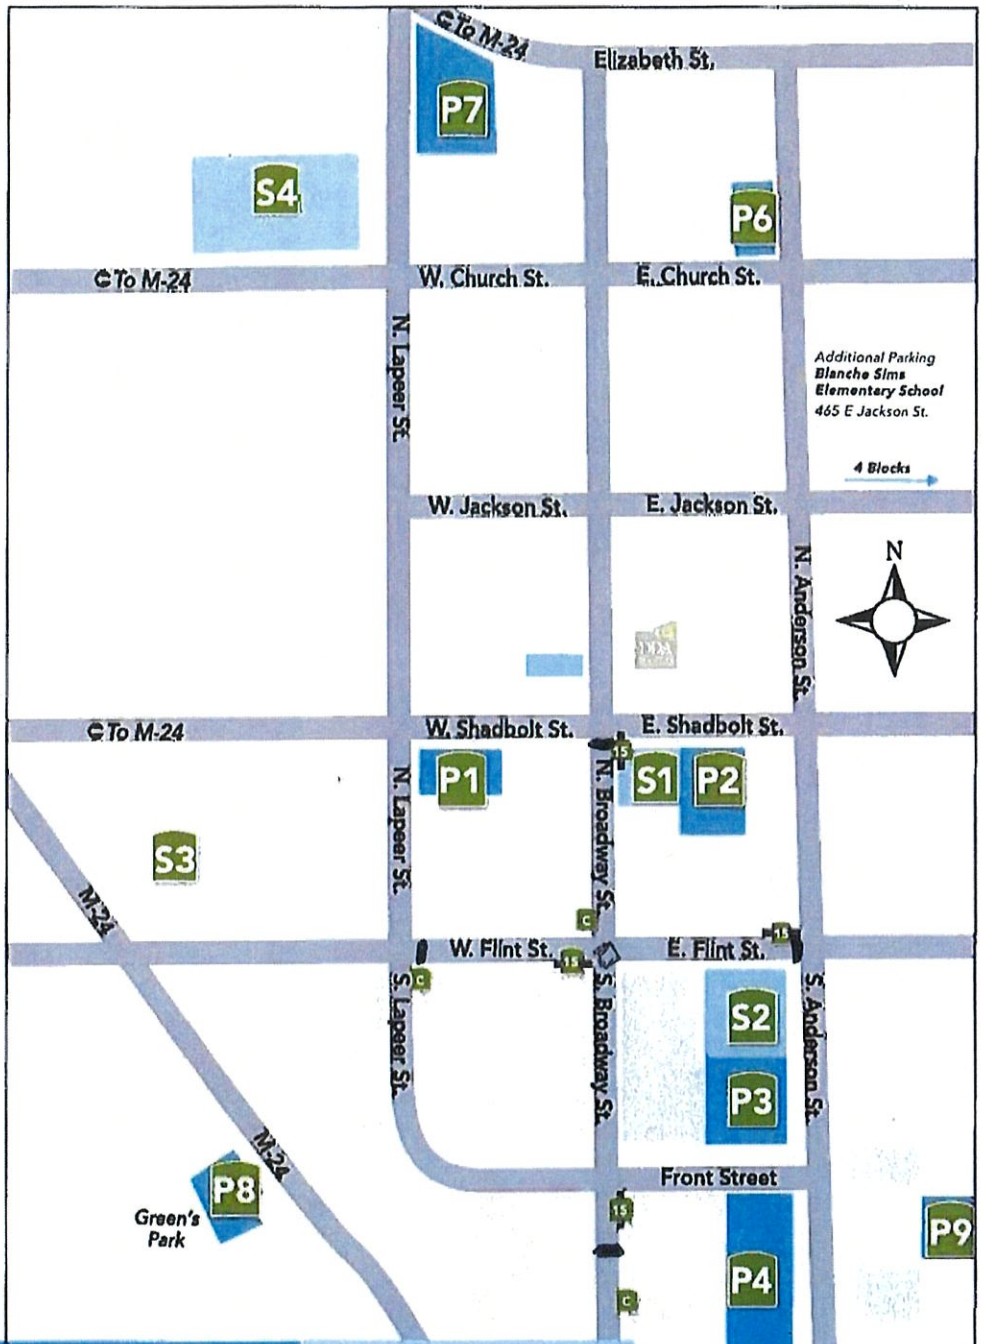 To M-24
Elizabeth St.
P7
S4
P6
To M-24
W. Church St.
E. Church St.
N. Lapeer St.
Additional Parking
Blanche Sims
Elementary School
465 E Jackson St.
4 Blocks
W. Jackson St.
E. Jackson St.
N
N. Anderson St.
To M-24
W. Shadbolt St.
E. Shadbolt St.
15
P1
S1
P2
N. Lapeer St.
N. Broadway St.
S3
M-24
C
15
W. Flint St.
15
E. Flint St.
C
S. Lapeer St.
S. Broadway St.
S. Anderson St.
S2
P3
M-24
Front Street
P8
Green's
Park
15
P9
P4
C